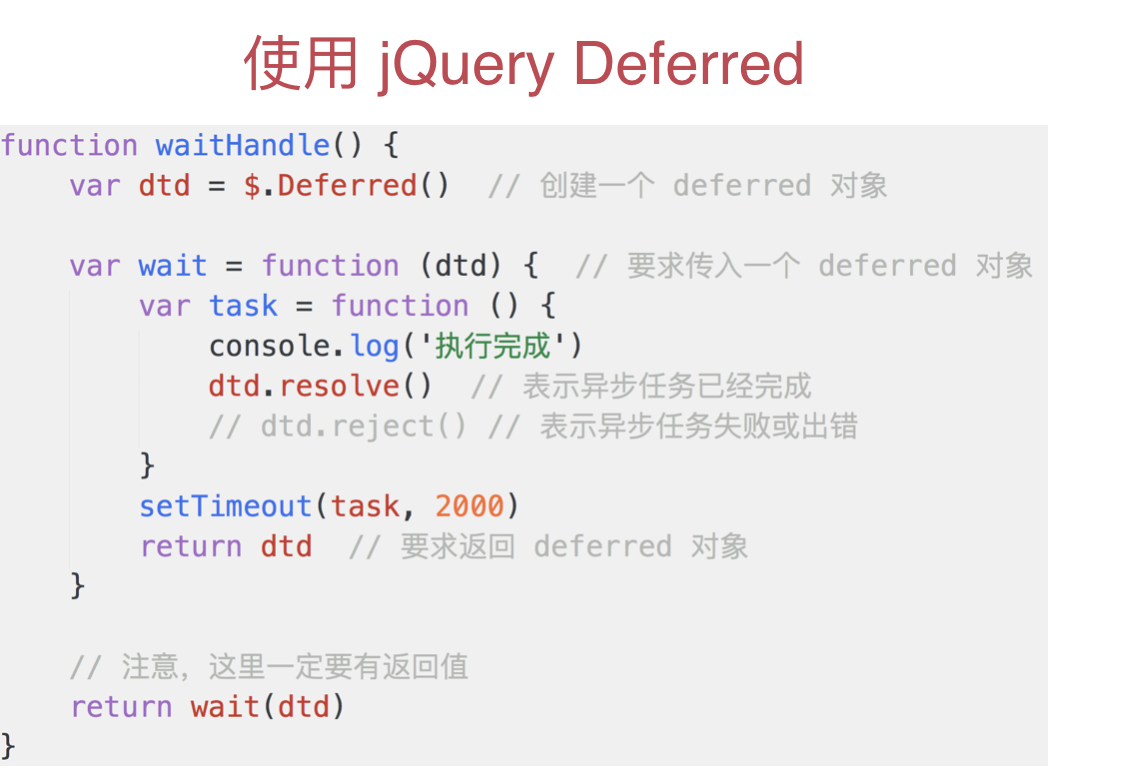 使用 jQuery Deferred
function waitHandle() {
    var dtd = $.Deferred()  // 创建一个 deferred 对象

    var wait = function (dtd) {  // 要求传入一个 deferred 对象
        var task = function () {
            console.log('执行完成')
            dtd.resolve()  // 表示异步任务已经完成
            // dtd.reject() // 表示异步任务失败或出错
        }
        setTimeout(task, 2000)
        return dtd  // 要求返回 deferred 对象
    }

    // 注意，这里一定要有返回值
    return wait(dtd)
}